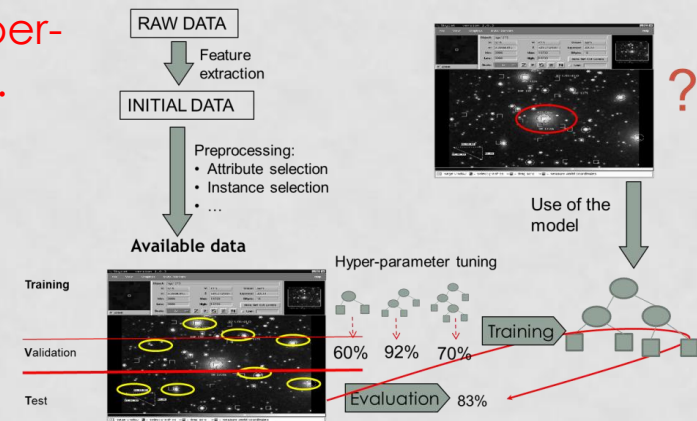 per-
.
RAW DATA
Feature
extraction
INITIAL DATA
Preprocessing:
• Attribute selection
• Instance selection
• ...
Available data
Training
Validation
Test
Hyper-parameter tuning
60% 92% 70%
Training
Evaluation
83%
?
Use of the
model